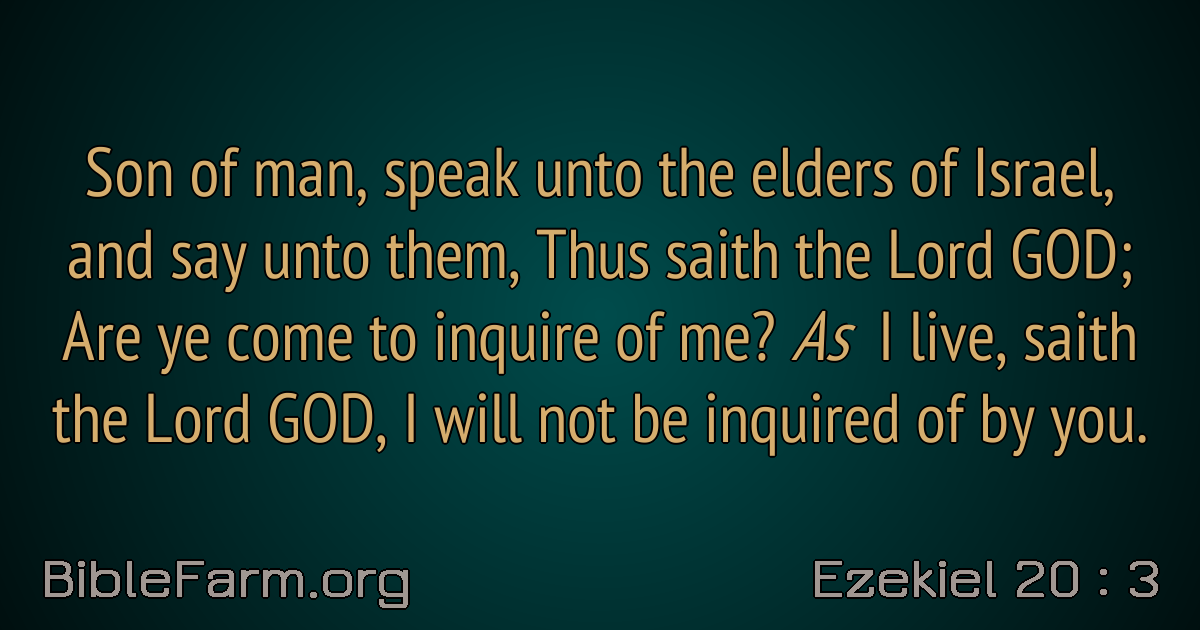 Son of man, speak unto the elders of Israel,
and say unto them, Thus saith the Lord GOD;
Are ye come to inquire of me? As I live, saith
the Lord GOD, I will not be inquired of by you.
BibleFarm.org
Ezekiel 20 : 3